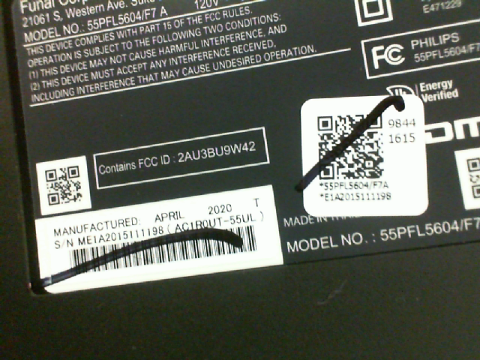 21061 S, Western Ave. Suite
MODEL NO. : 55PFL5604/F7 A 120V
THIS DEVICE COMPLIES WITH PART 15 OF THE FCC RULES.
OPERATION IS SUBJECT TO THE FOLLOWING TWO CONDITIONS:
(1) THIS DEVICE MAY NOT CAUSE HARMFUL INTERFERENCE, AND
(2) THIS DEVICE MUST ACCEPT ANY INTERFERENCE RECEIVED,
INCLUDING INTERFERENCE THAT MAY CAUSE UNDESIRED OPERATION.
E471229
FC PHILIPS
55PFL5604/F7
Energy
Verified
9844
1615
*55PFL5604/F7A
*E1A2015111198
Contains FCC ID : 2AU3BU9W42
MANUFACTURED: APRIL 2020 T
S/N ME1A2015111198 ( AC1R0UT-55UL )
MADE IN
MODEL NO. : 55PFL5604/F7